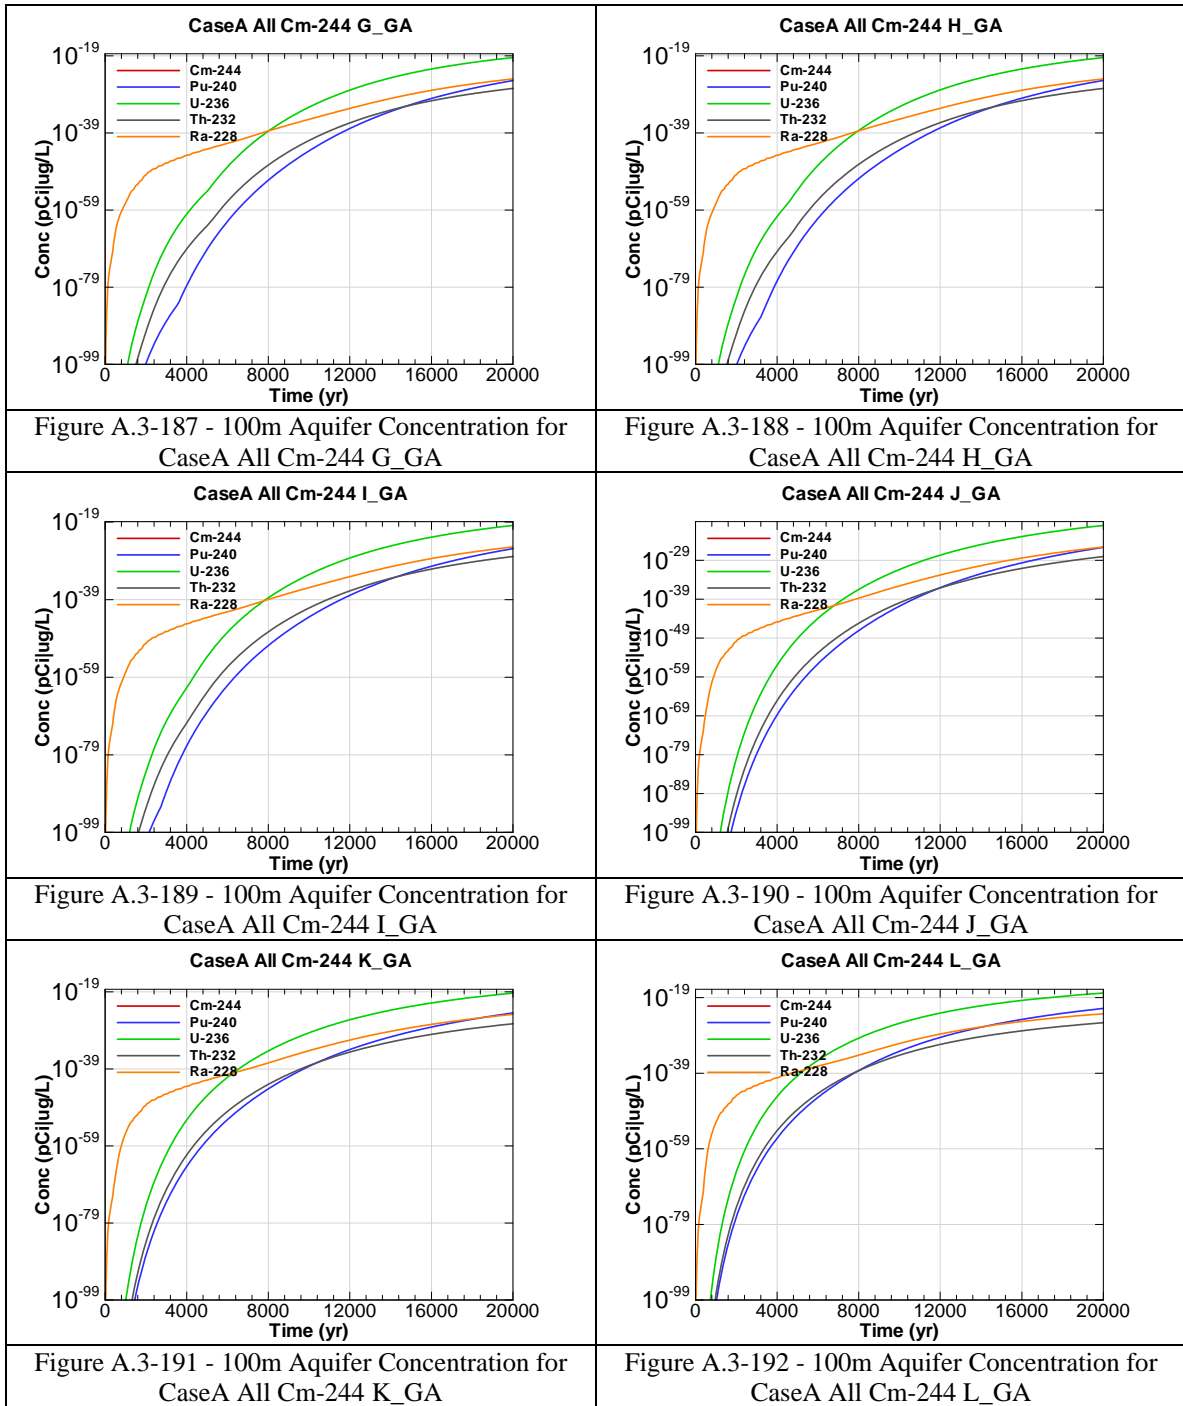 CaseA All Cm-244 G_GA
Conc (pCi|ug/L)
10-19
10-39
10-59
10-79
10-99
Cm-244
Pu-240
U-236
Th-232
Ra-228
0 4000 8000 12000 16000 20000
Time (yr)
Figure A.3-187 - 100m Aquifer Concentration for
CaseA All Cm-244 G_GA
CaseA All Cm-244 H_GA
Conc (pCi|ug/L)
10-19
10-39
10-59
10-79
10-99
Cm-244
Pu-240
U-236
Th-232
Ra-228
0 4000 8000 12000 16000 20000
Time (yr)
Figure A.3-188 - 100m Aquifer Concentration for
CaseA All Cm-244 H_GA
CaseA All Cm-244 I_GA
Conc (pCi|ug/L)
10-19
10-39
10-59
10-79
10-99
Cm-244
Pu-240
U-236
Th-232
Ra-228
0 4000 8000 12000 16000 20000
Time (yr)
Figure A.3-189 - 100m Aquifer Concentration for
CaseA All Cm-244 I_GA
CaseA All Cm-244 J_GA
Conc (pCi|ug/L)
10-29
10-39
10-49
10-59
10-69
10-79
10-89
10-99
Cm-244
Pu-240
U-236
Th-232
Ra-228
0 4000 8000 12000 16000 20000
Time (yr)
Figure A.3-190 - 100m Aquifer Concentration for
CaseA All Cm-244 J_GA
CaseA All Cm-244 K_GA
Conc (pCi|ug/L)
10-19
10-39
10-59
10-79
10-99
Cm-244
Pu-240
U-236
Th-232
Ra-228
0 4000 8000 12000 16000 20000
Time (yr)
Figure A.3-191 - 100m Aquifer Concentration for
CaseA All Cm-244 K_GA
CaseA All Cm-244 L_GA
Conc (pCi|ug/L)
10-19
10-39
10-59
10-79
10-99
Cm-244
Pu-240
U-236
Th-232
Ra-228
0 4000 8000 12000 16000 20000
Time (yr)
Figure A.3-192 - 100m Aquifer Concentration for
CaseA All Cm-244 L_GA